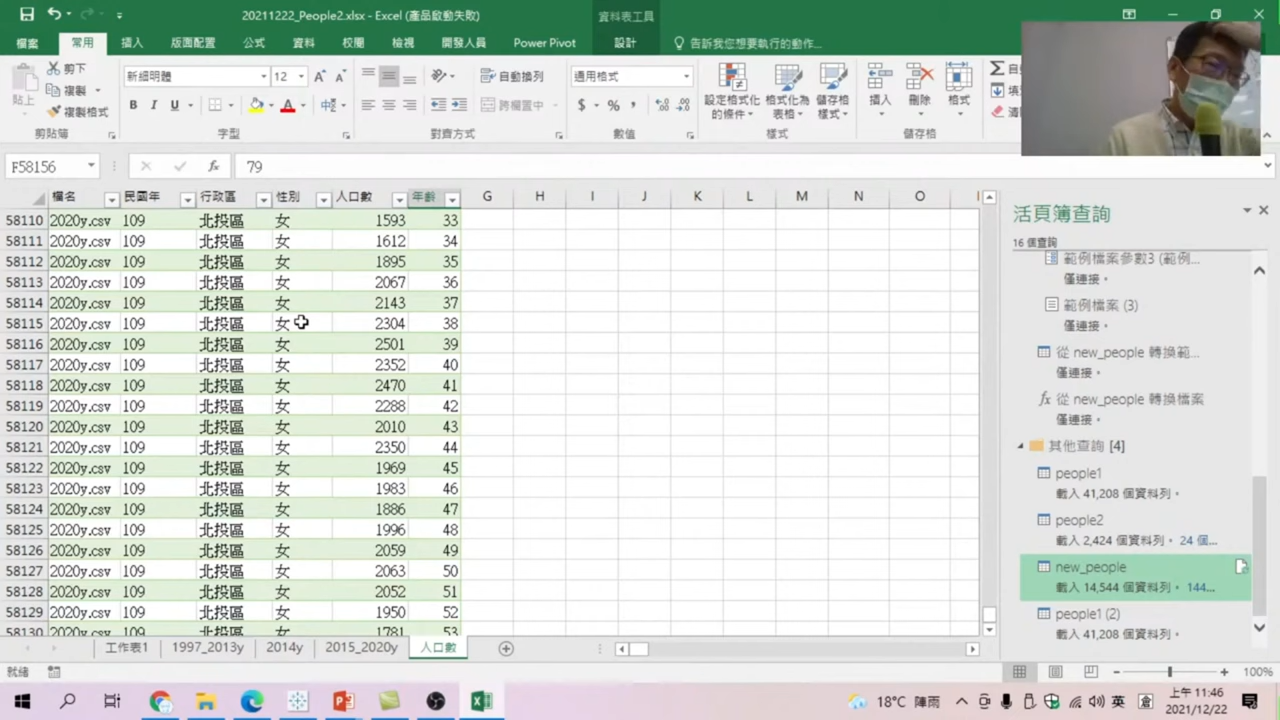 20211222_People2.xlsx - Excel (產品啟動失敗)
資料表工具
檔案 常用 插入 版面配置 公式 資料 校閱 檢視 開發人員 Power Pivot 設計 告訴我您想要執行的動作...
貼上 剪下 複製 複製格式 剪貼簿
新細明體 12 B I U 字型
自動換列 跨欄置中 對齊方式
通用格式 $ % 數值
設定格式化的條件 格式化為表格 儲存格樣式 樣式
插入 刪除 格式 儲存格
F58156 fx 79
檔名 民國年 行政區 性別 人口數 年齡 G H I J K L M N O
58110 2020y.csv 109 北投區 女 1593 33
58111 2020y.csv 109 北投區 女 1612 34
58112 2020y.csv 109 北投區 女 1895 35
58113 2020y.csv 109 北投區 女 2067 36
58114 2020y.csv 109 北投區 女 2143 37
58115 2020y.csv 109 北投區 女 2304 38
58116 2020y.csv 109 北投區 女 2501 39
58117 2020y.csv 109 北投區 女 2352 40
58118 2020y.csv 109 北投區 女 2470 41
58119 2020y.csv 109 北投區 女 2288 42
58120 2020y.csv 109 北投區 女 2010 43
58121 2020y.csv 109 北投區 女 2350 44
58122 2020y.csv 109 北投區 女 1969 45
58123 2020y.csv 109 北投區 女 1983 46
58124 2020y.csv 109 北投區 女 1886 47
58125 2020y.csv 109 北投區 女 1996 48
58126 2020y.csv 109 北投區 女 2059 49
58127 2020y.csv 109 北投區 女 2063 50
58128 2020y.csv 109 北投區 女 2052 51
58129 2020y.csv 109 北投區 女 1950 52
58130 2020y.csv 109 北投區 女 1781 53
活頁簿查詢
16 個查詢
範例檔案參數3 (範例...
僅連接。
範例檔案 (3)
僅連接。
從 new_people 轉換範...
僅連接。
fx 從 new_people 轉換檔案
僅連接。
其他查詢 [4]
people1
載入 41,208 個資料列。
people2
載入 2,424 個資料列。 24 個...
new_people
載入 14,544 個資料列。 144...
people1 (2)
載入 41,208 個資料列。
工作表1 1997_2013y 2014y 2015_2020y 人口數
就緒 100%
18°C 陣雨 英 上午 11:46
2021/12/22